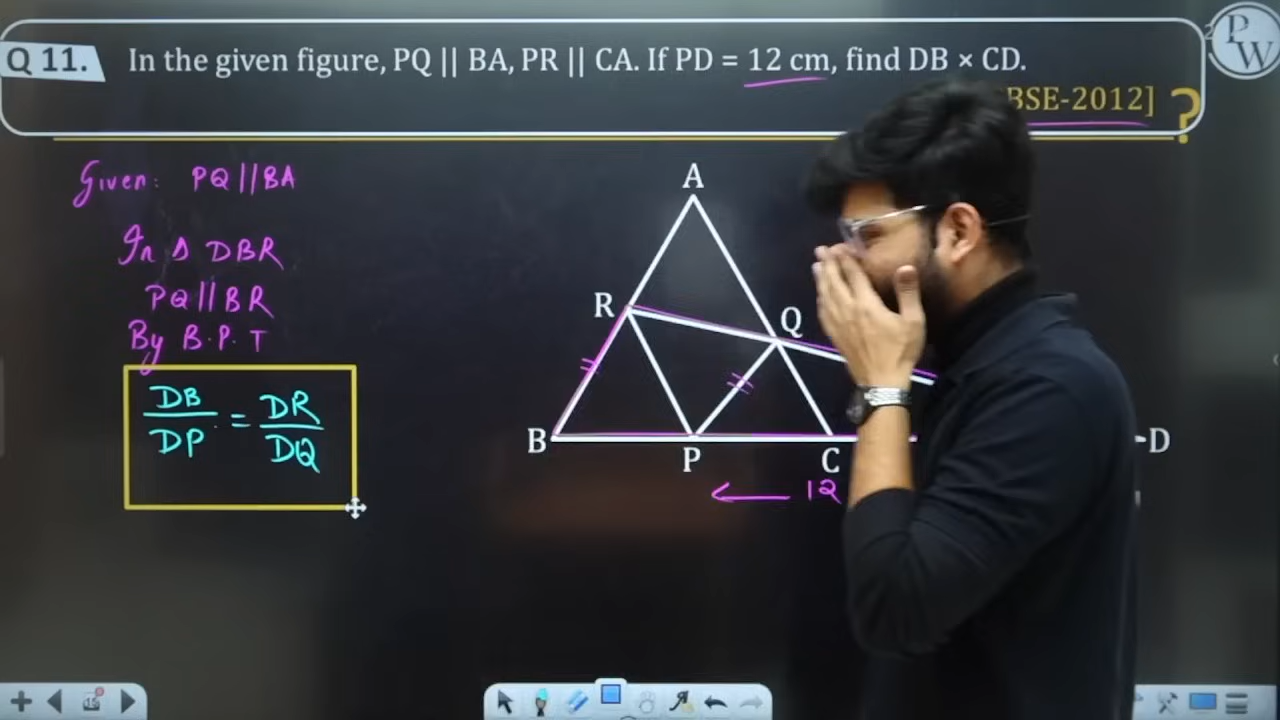 Q 11. In the given figure, PQ || BA, PR || CA. If PD = 12 cm, find DB × CD.
BSE-2012]
?
PW
Given: PQ || BA
In Δ DBR
PQ || BR
By B.P.T
DB/DP = DR/DQ
A
R
Q
B
P
C
D
12